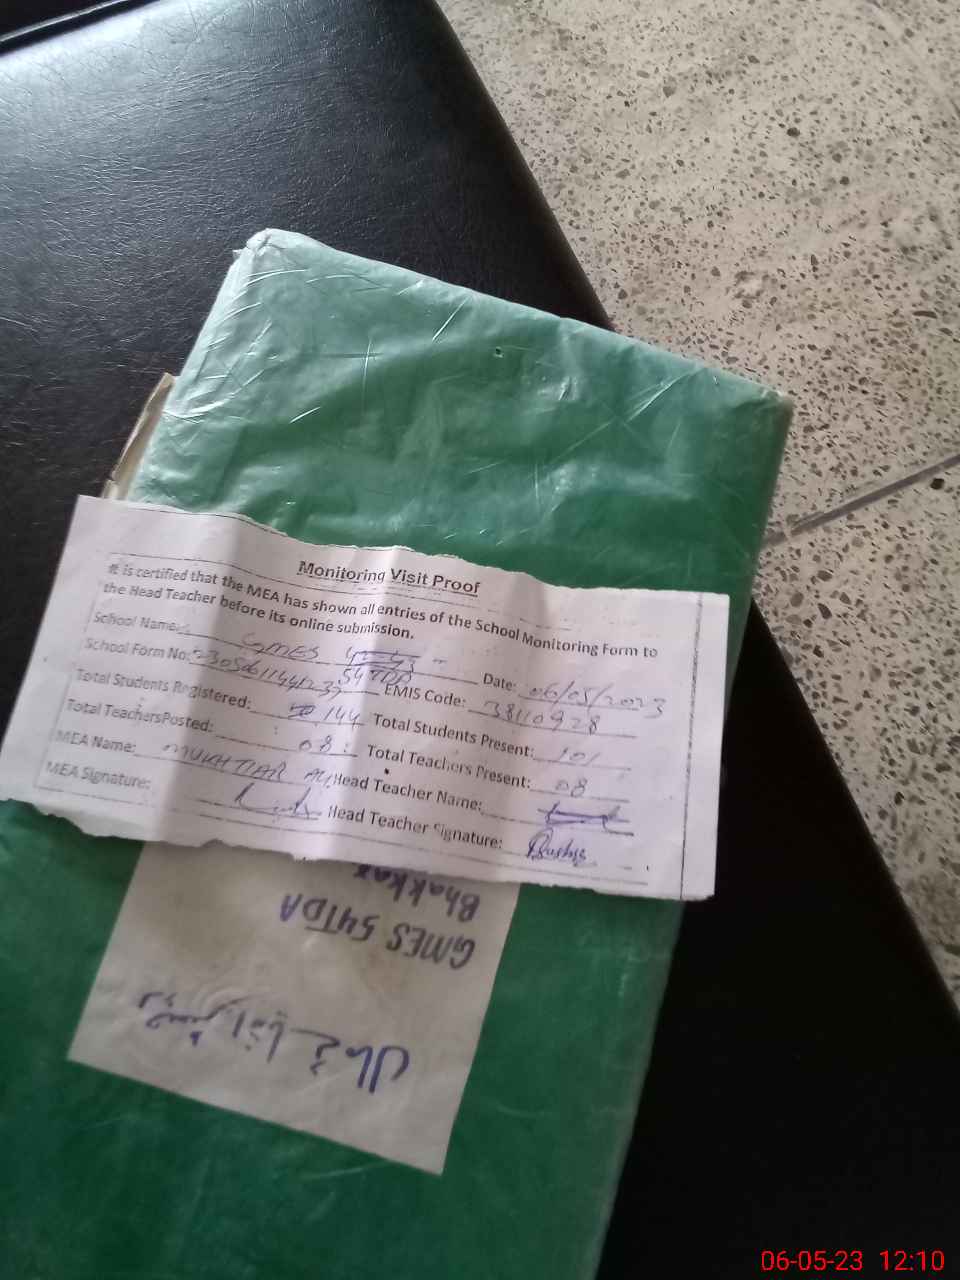 Monitoring Visit Proof
It is certified that the MEA has shown all entries of the School Monitoring Form to
the Head Teacher before its online submission.
School Name: GMES 54TDA Date: 06/05/2023
School Form No: EMIS Code: 38110928
Total Students Registered: 144 Total Students Present: 101
Total TeachersPosted: 08 Total Teachers Present: 08
MEA Name: MUKHTIAR Ali Head Teacher Name:
MEA Signature: Head Teacher Signature:
GMES 54TDA
Bhakkar
06-05-23 12:10